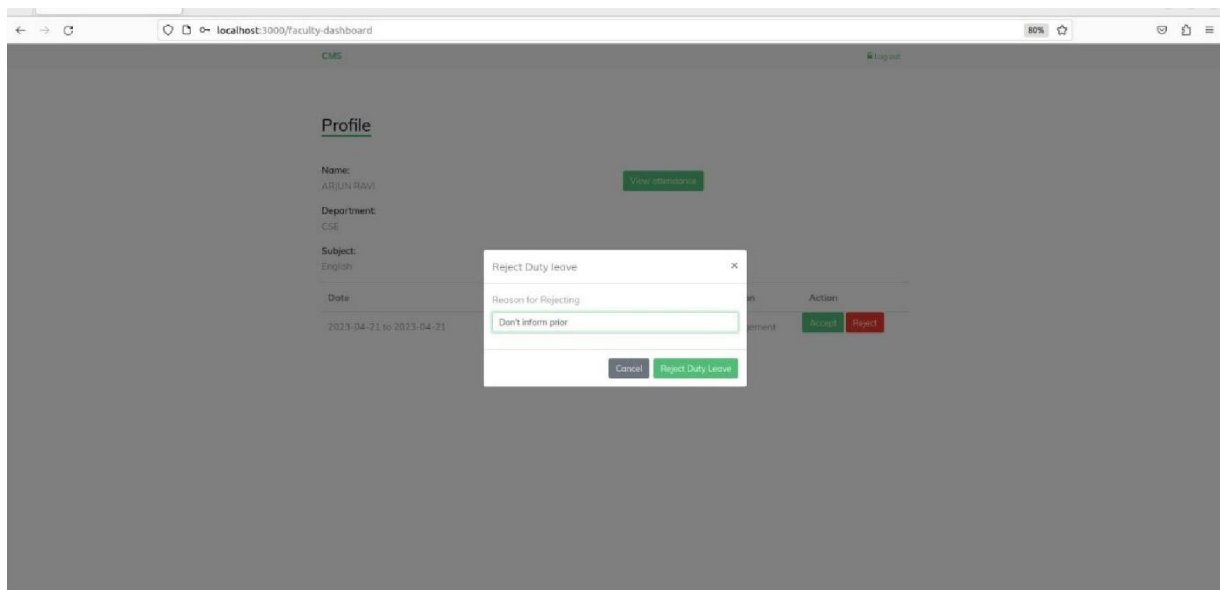 localhost:3000/faculty-dashboard
80%
CMS
Log out
Profile
Name:
ARJUN RAVI
View attendance
Department:
CSE
Subject:
English
Reject Duty leave ×
Date
Reason for Rejecting
Action
Don't inform prior
2023-04-21 to 2023-04-21
Accept Reject
Cancel Reject Duty Leave